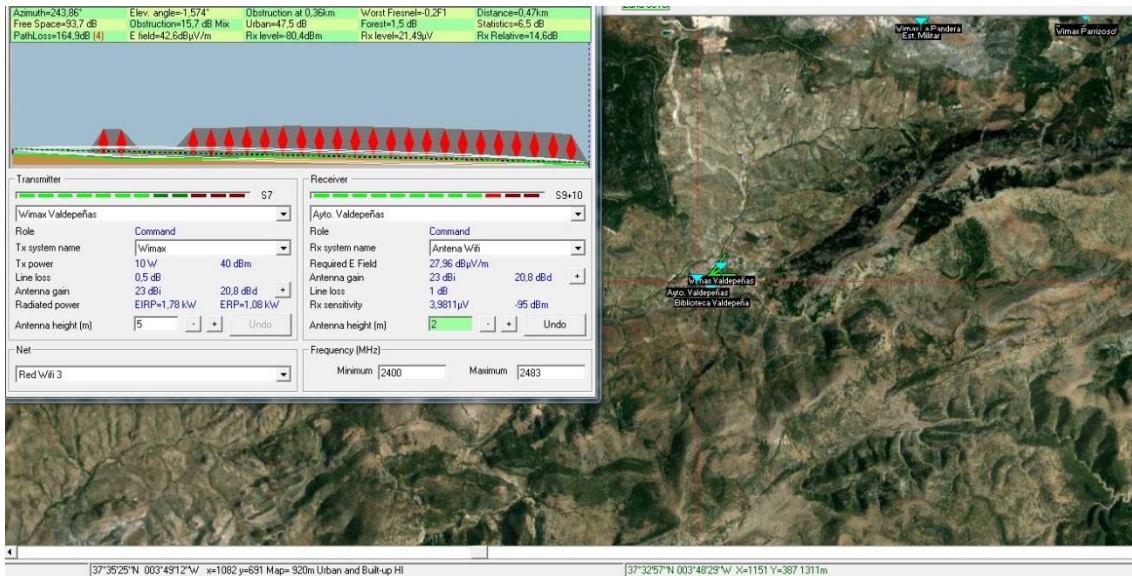 Azimuth=243,86° Elev. angle=-1,574° Obstruction at 0,36km Worst Fresnel=-0,2F1 Distance=0,47km
Free Space=93,7 dB Obstruction=15,7 dB Mix Urban=47,5 dB Forest=1,5 dB Statistics=6,5 dB
PathLoss=164,9dB (4) E field=42,6dBµV/m Rx level=-80,4dBm Rx level=21,49µV Rx Relative=14,6dB
Transmitter
S7
Wimax Valdepeñas
Role Command
Tx system name Wimax
Tx power 10 W 40 dBm
Line loss 0,5 dB
Antenna gain 23 dBi 20,8 dBd +
Radiated power EIRP=1,78 kW ERP=1,08 kW
Antenna height (m) 5 - + Undo
Net
Red Wifi 3
Receiver
S9+10
Ayto. Valdepeñas
Role Command
Rx system name Antena Wifi
Required E Field 27,96 dBµV/m
Antenna gain 23 dBi 20,8 dBd +
Line loss 1 dB
Rx sensitivity 3,9811µV -95 dBm
Antenna height (m) 2 - + Undo
Frequency (MHz)
Minimum 2400 Maximum 2483
Wimax La Pandera
Est. Militar
Wimax Parrizoso
Wimax Valdepeñas
Ayto. Valdepeñas
Biblioteca Valdepeña
37°35'25"N 003°49'12"W x=1082 y=691 Map= 920m Urban and Built-up HI
37°32'57"N 003°48'29"W X=1151 Y=387 1311m